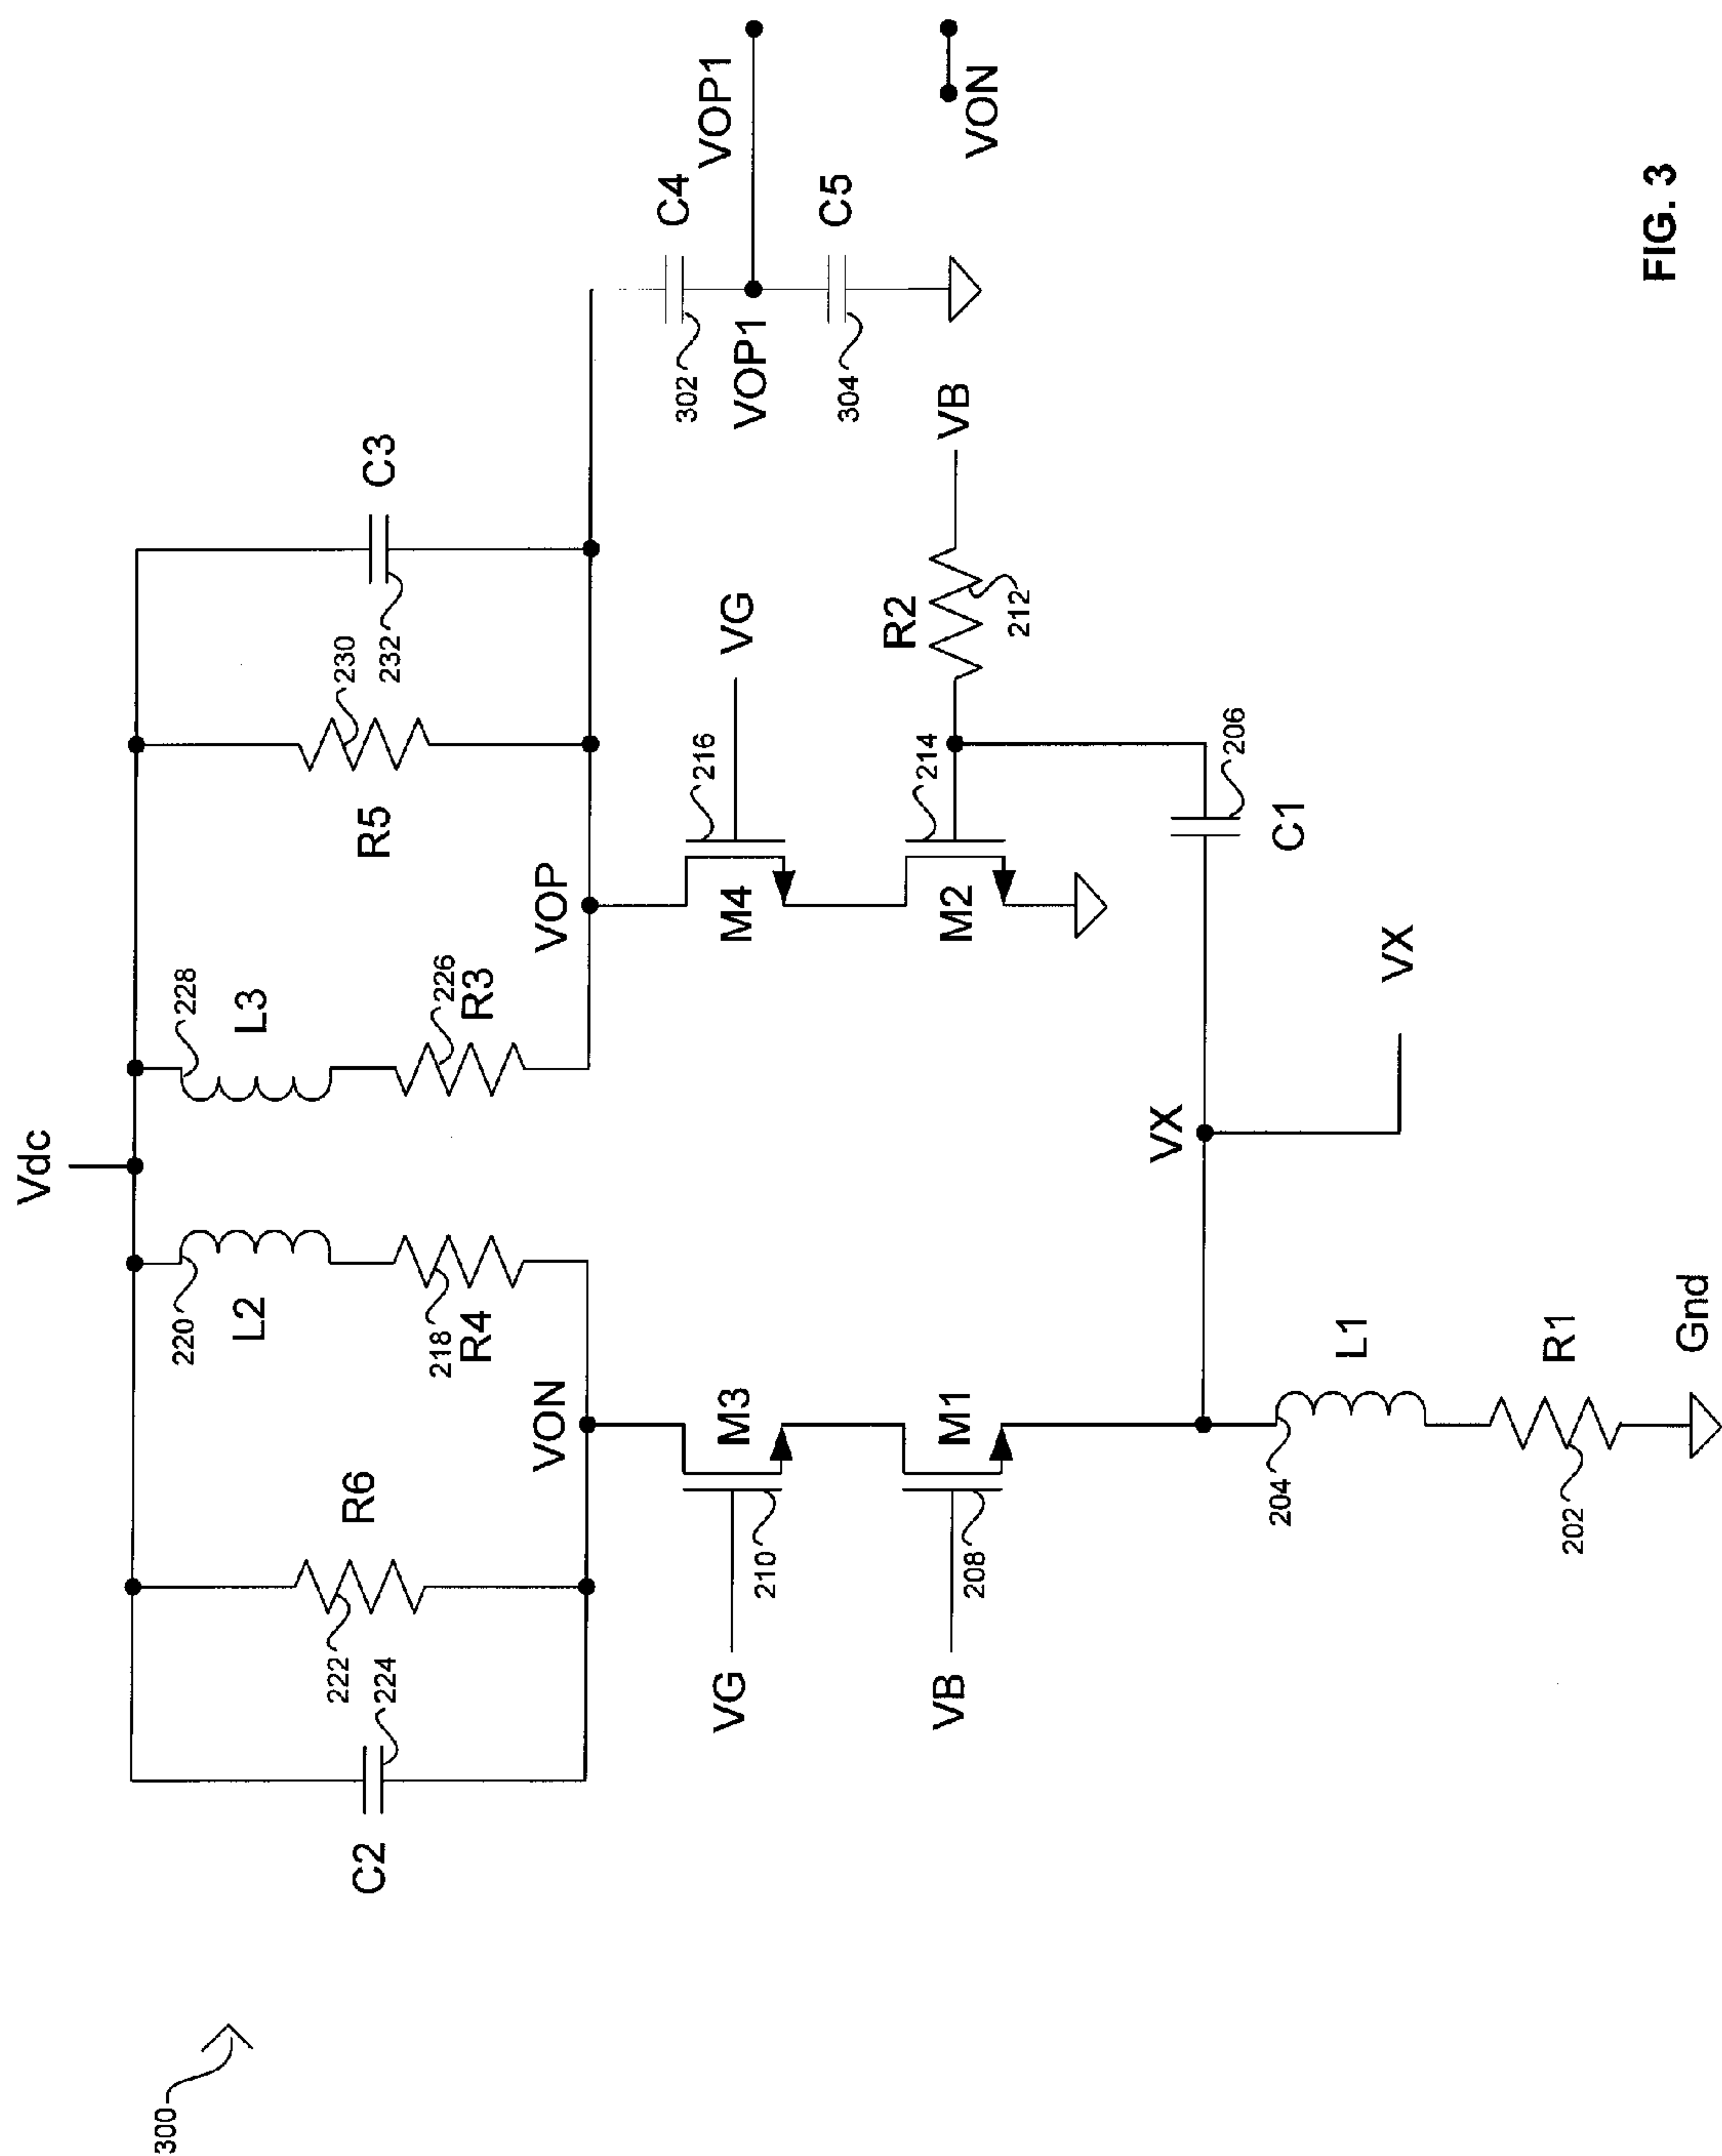 300
Vdc
C2
224
222
R6
220
L2
218
R4
228
L3
226
R3
230
R5
232
C3
VON
VOP
VG
210
M3
M4
216
VG
302
C4
VOP1
VOP1
304
C5
VON
VB
208
M1
M2
214
R2
212
VB
VX
C1
206
VX
204
L1
202
R1
Gnd
FIG. 3